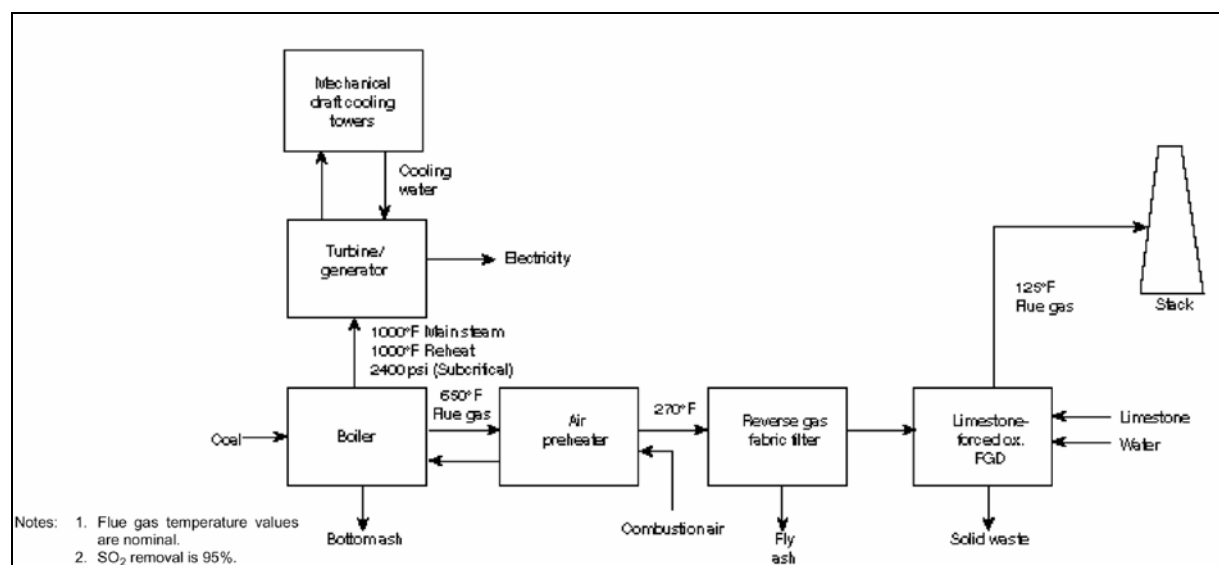 Mechanical
draft cooling
towers
Cooling
water
Turbine/
generator
Electricity
1000°F Main steam
1000°F Reheat
2400 psi (Subcritical)
125°F
Flue gas
Stack
Coal
Boiler
650°F
Flue gas
Air
preheater
270°F
Reverse gas
fabric filter
Limestone-
forced ox.
FGD
Limestone
Water
Bottom ash
Combustion air
Fly
ash
Solid waste
Notes: 1. Flue gas temperature values
are nominal.
2. SO₂ removal is 95%.